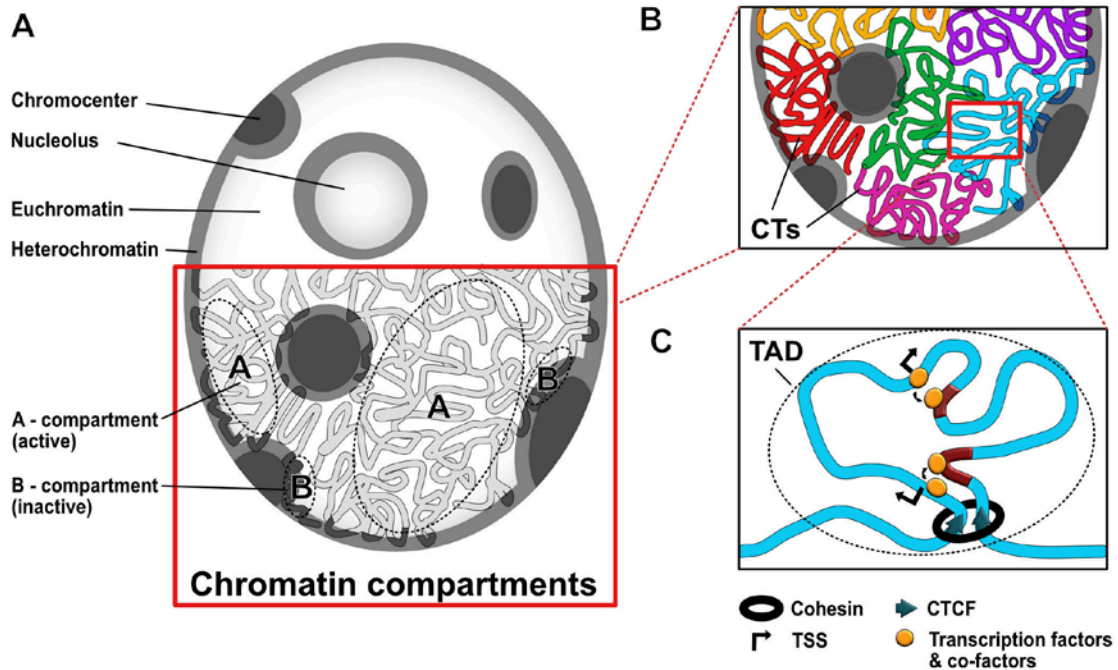 A
Chromocenter
Nucleolus
Euchromatin
Heterochromatin
A
B
A
A - compartment
(active)
B - compartment
(inactive)
B
Chromatin compartments
B
CTs
C
TAD
Cohesin
CTCF
TSS
Transcription factors
& co-factors